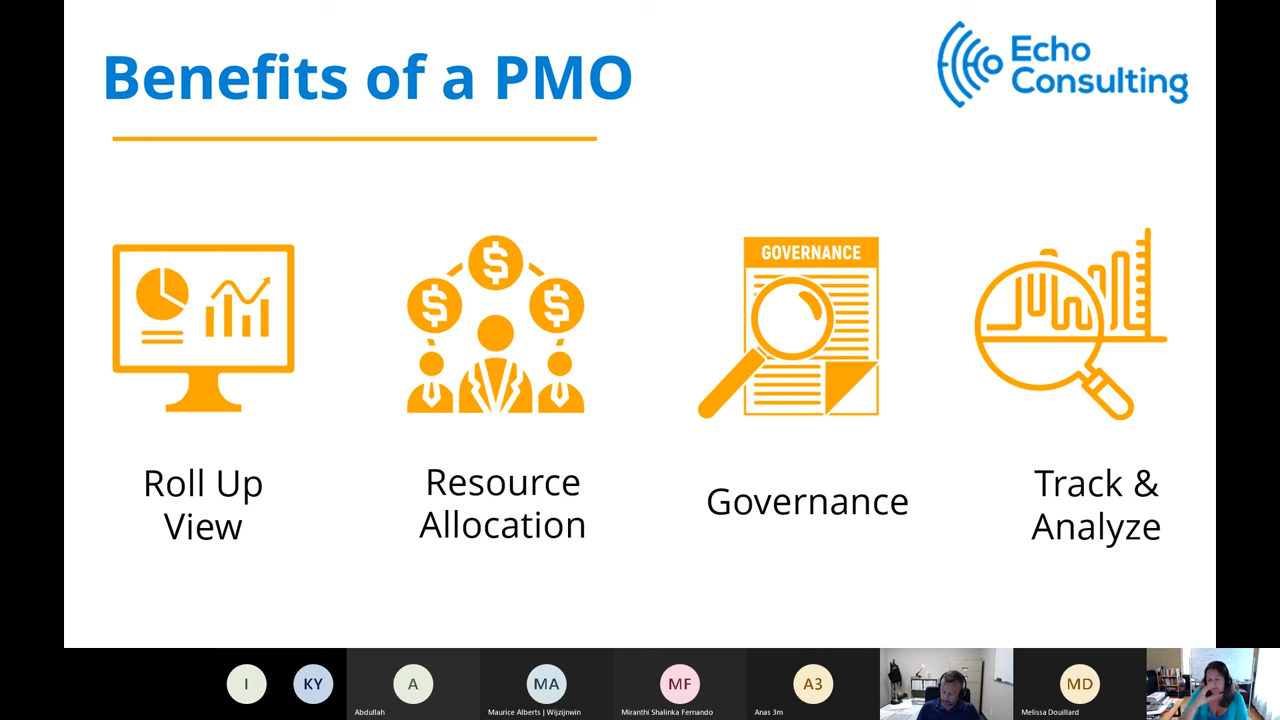 Benefits of a PMO
Echo
Consulting
GOVERNANCE
Roll Up
View
Resource
Allocation
Governance
Track &
Analyze
I
KY
A
MA
MF
A3
MD
Abdullah
Maurice Alberts | Wijzijnwin
Miranthi Shalinka Fernando
Anas 3m
Melissa Douillard